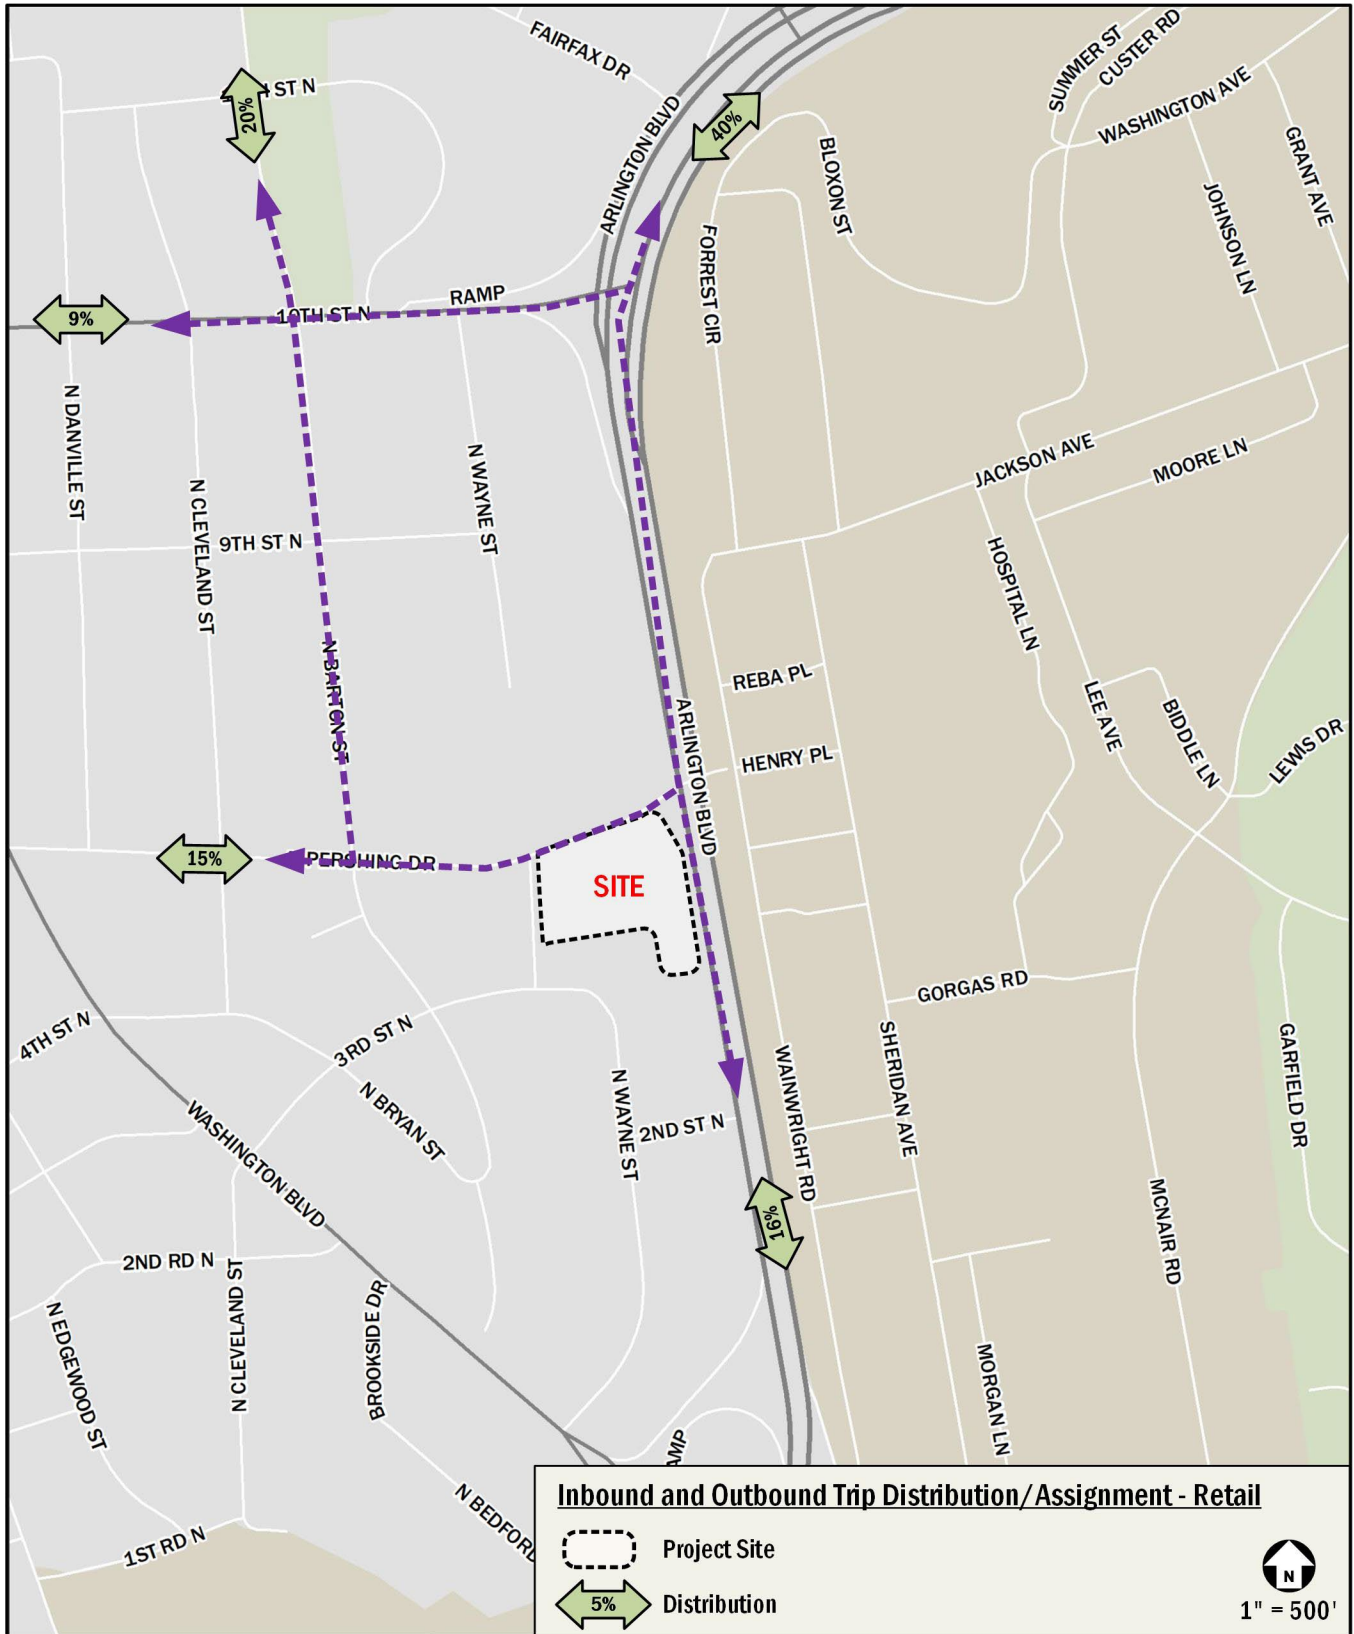 FAIRFAX DR
SUMMER ST
CUSTER RD
WASHINGTON AVE
ST N
20%
40%
ARLINGTON BLVD
BLOXON ST
GRANT AVE
JOHNSON LN
FORREST CIR
RAMP
9%
10TH ST N
N DANVILLE ST
N CLEVELAND ST
9TH ST N
N WAYNE ST
JACKSON AVE
MOORE LN
HOSPITAL LN
N BARTON ST
REBA PL
LEE AVE
BIDDLE LN
LEWIS DR
ARLINGTON BLVD
HENRY PL
15%
PERSHING DR
SITE
GORGAS RD
4TH ST N
3RD ST N
SHERIDAN AVE
GARFIELD DR
N BRYAN ST
N WAYNE ST
2ND ST N
WAINWRIGHT RD
WASHINGTON BLVD
16%
MCNAIR RD
2ND RD N
N CLEVELAND ST
BROOKSIDE DR
N EDGEWOOD ST
MORGAN LN
AMP
N BEDFORD
1ST RD N
Inbound and Outbound Trip Distribution/Assignment - Retail
Project Site
5%
Distribution
N
1" = 500'